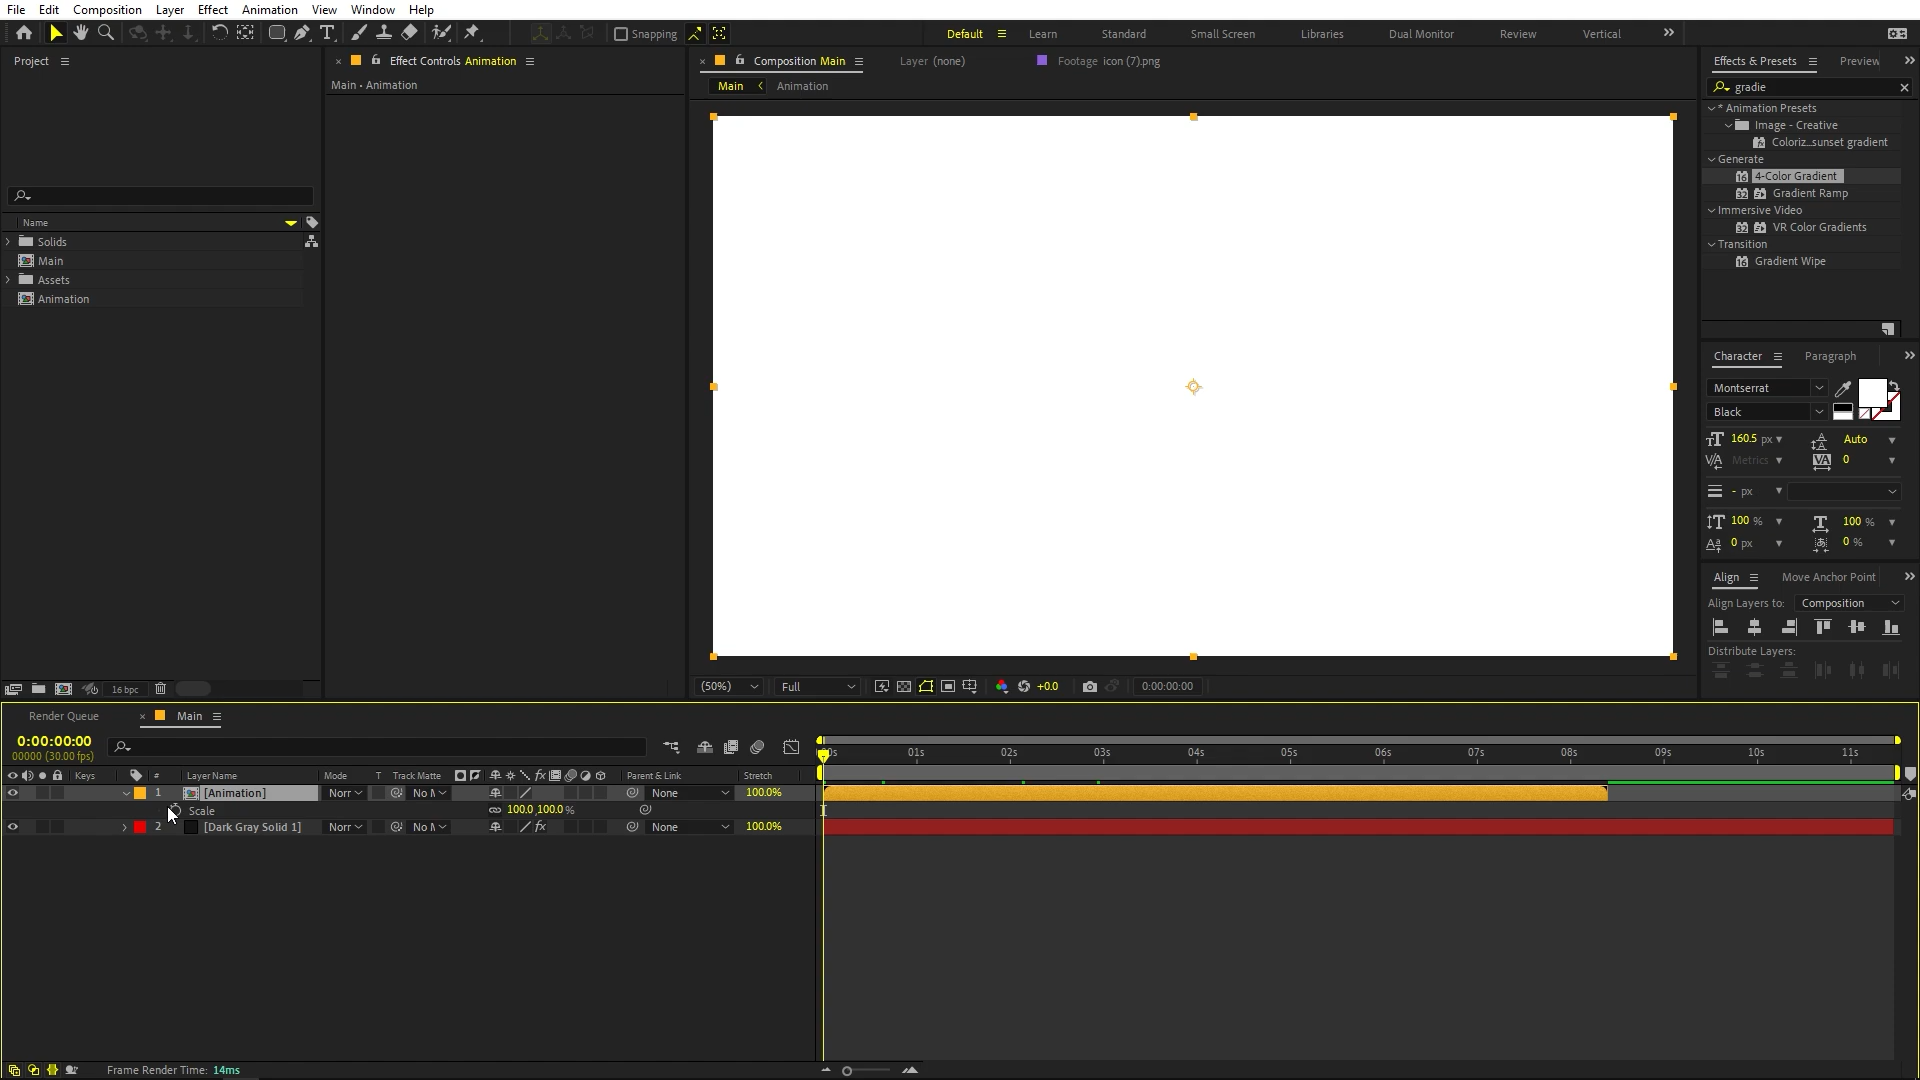 File Edit Composition Layer Effect Animation View Window Help
Snapping Default Learn Standard Small Screen Libraries Dual Monitor Review Vertical
Project
Effect Controls Animation
Main • Animation
Composition Main Layer (none) Footage icon (7).png
Main Animation
Effects & Presets Preview
gradie
* Animation Presets
Image - Creative
Coloriz...sunset gradient
Generate
4-Color Gradient
Gradient Ramp
Immersive Video
VR Color Gradients
Transition
Gradient Wipe
Name
Solids
Main
Assets
Animation
Character Paragraph
Montserrat
Black
160.5 px Auto
Metrics 0
- px
100 % 100 %
0 px 0 %
Align Move Anchor Point
Align Layers to: Composition
Distribute Layers:
16 bpc
(50%) Full +0.0 0:00:00:00
Render Queue Main
0:00:00:00
00000 (30.00 fps)
01s 02s 03s 04s 05s 06s 07s 08s 09s 10s 11s
Keys # Layer Name Mode T Track Matte Parent & Link Stretch
1 [Animation] Norr No M None 100.0%
Scale 100.0,100.0 %
2 [Dark Gray Solid 1] Norr No M None 100.0%
Frame Render Time: 14ms